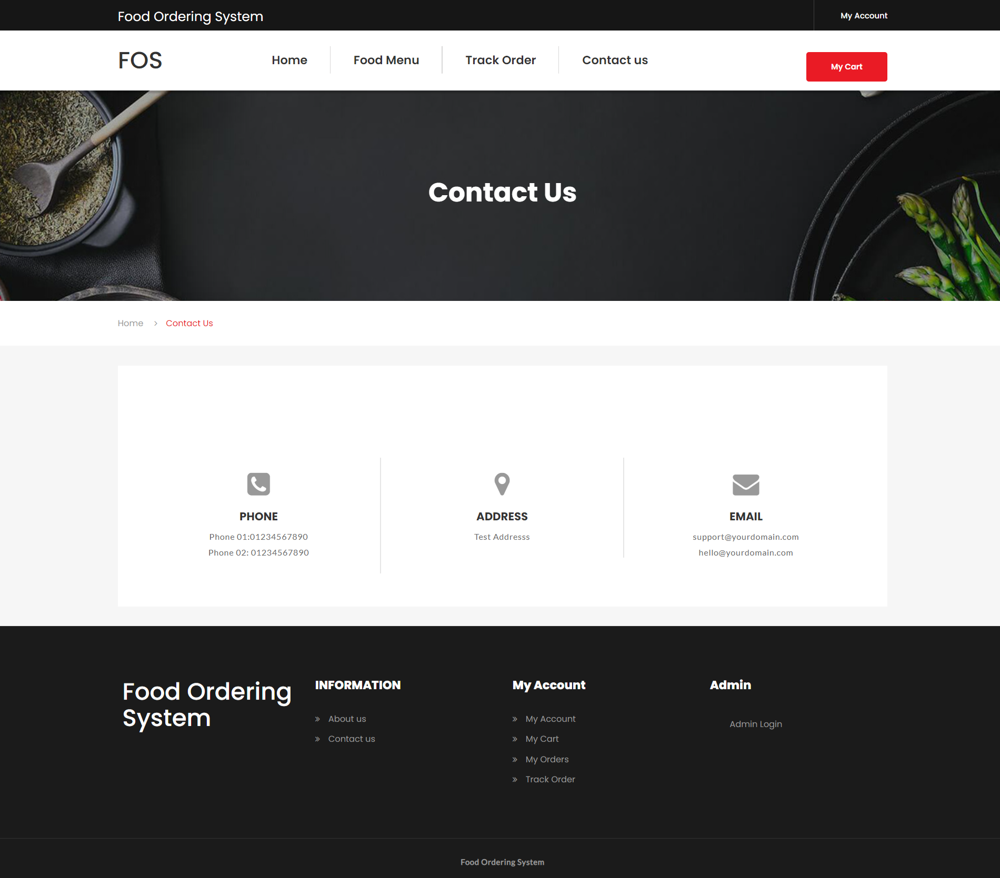 Food Ordering System
My Account
FOS
Home
Food Menu
Track Order
Contact us
My Cart
Contact Us
Home
Contact Us
PHONE
Phone 01:01234567890
Phone 02: 01234567890
ADDRESS
Test Addresss
EMAIL
support@yourdomain.com
hello@yourdomain.com
Food Ordering
System
INFORMATION
About us
Contact us
My Account
My Account
My Cart
My Orders
Track Order
Admin
Admin Login
Food Ordering System